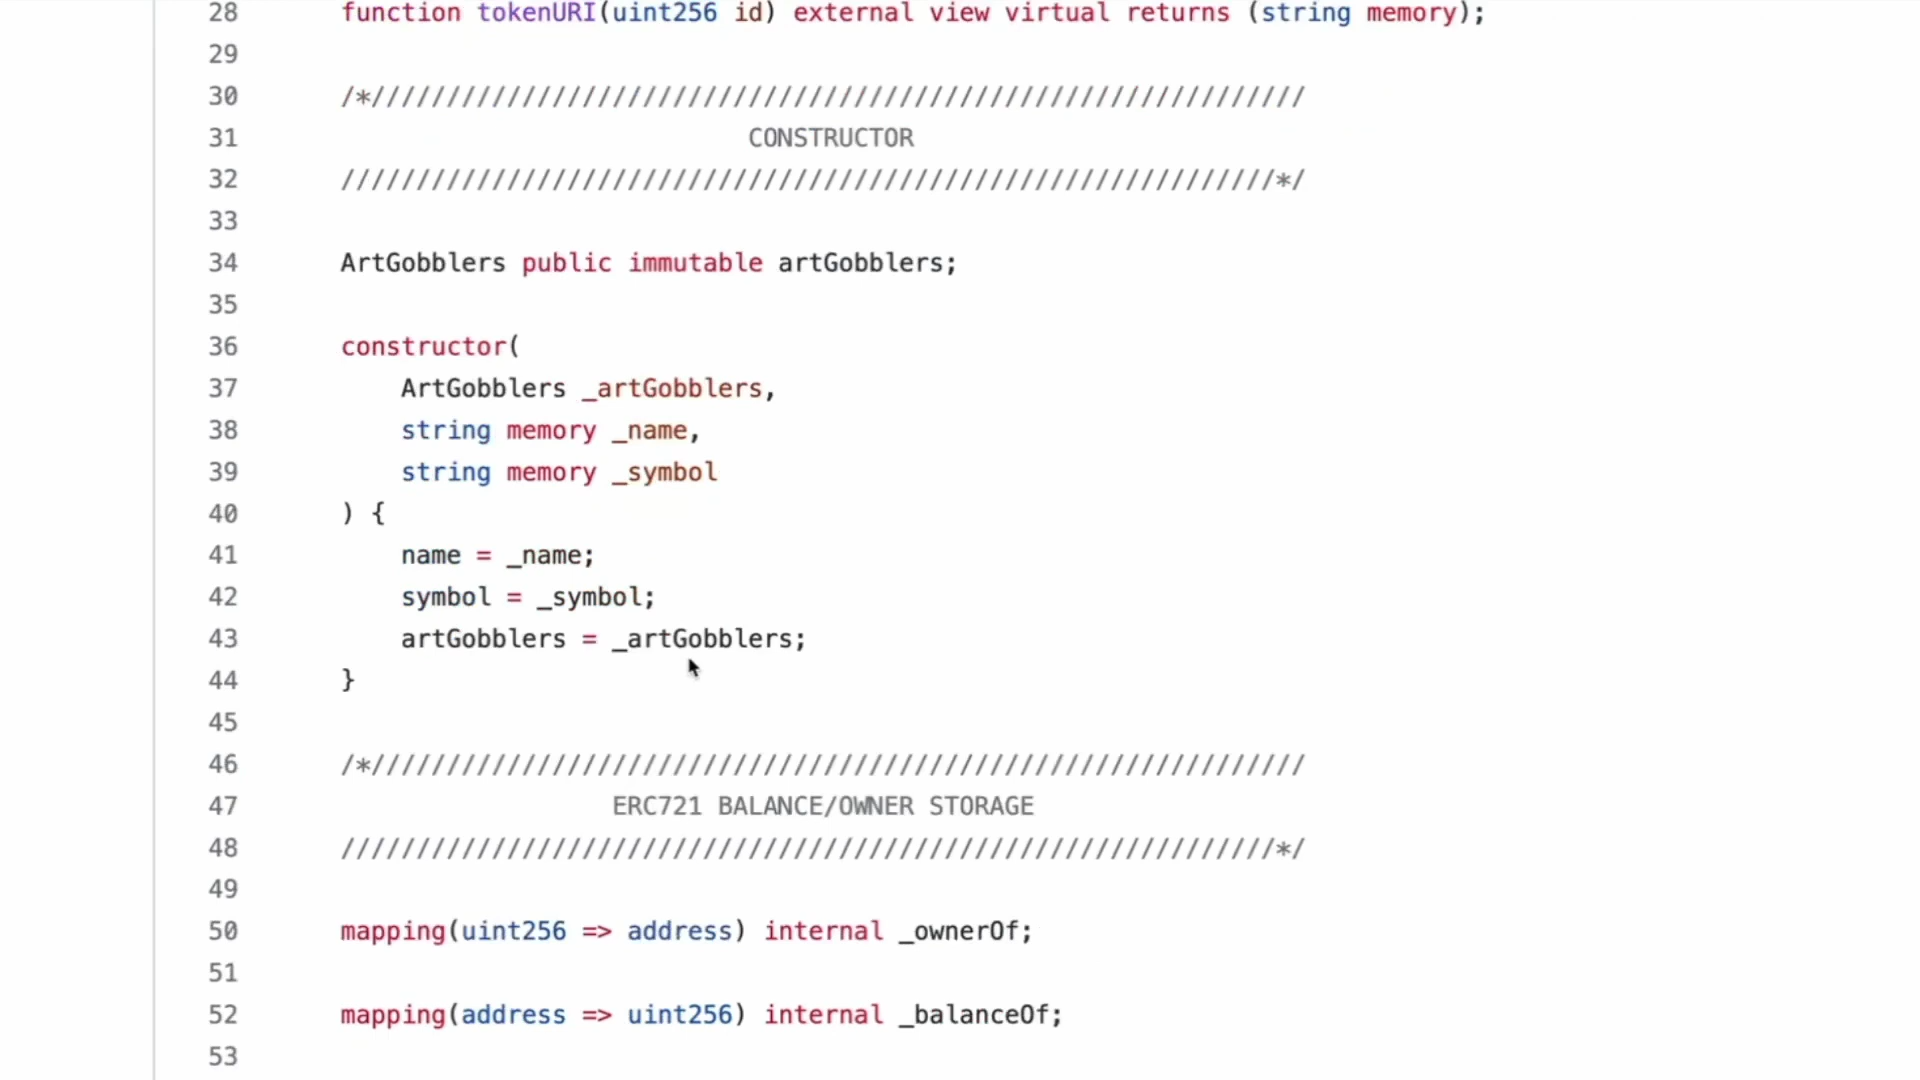 28 function tokenURI(uint256 id) external view virtual returns (string memory);
29
30 /*//////////////////////////////////////////////////////////////
31 CONSTRUCTOR
32 //////////////////////////////////////////////////////////////*/
33
34 ArtGobblers public immutable artGobblers;
35
36 constructor(
37 ArtGobblers _artGobblers,
38 string memory _name,
39 string memory _symbol
40 ) {
41 name = _name;
42 symbol = _symbol;
43 artGobblers = _artGobblers;
44 }
45
46 /*//////////////////////////////////////////////////////////////
47 ERC721 BALANCE/OWNER STORAGE
48 //////////////////////////////////////////////////////////////*/
49
50 mapping(uint256 => address) internal _ownerOf;
51
52 mapping(address => uint256) internal _balanceOf;
53